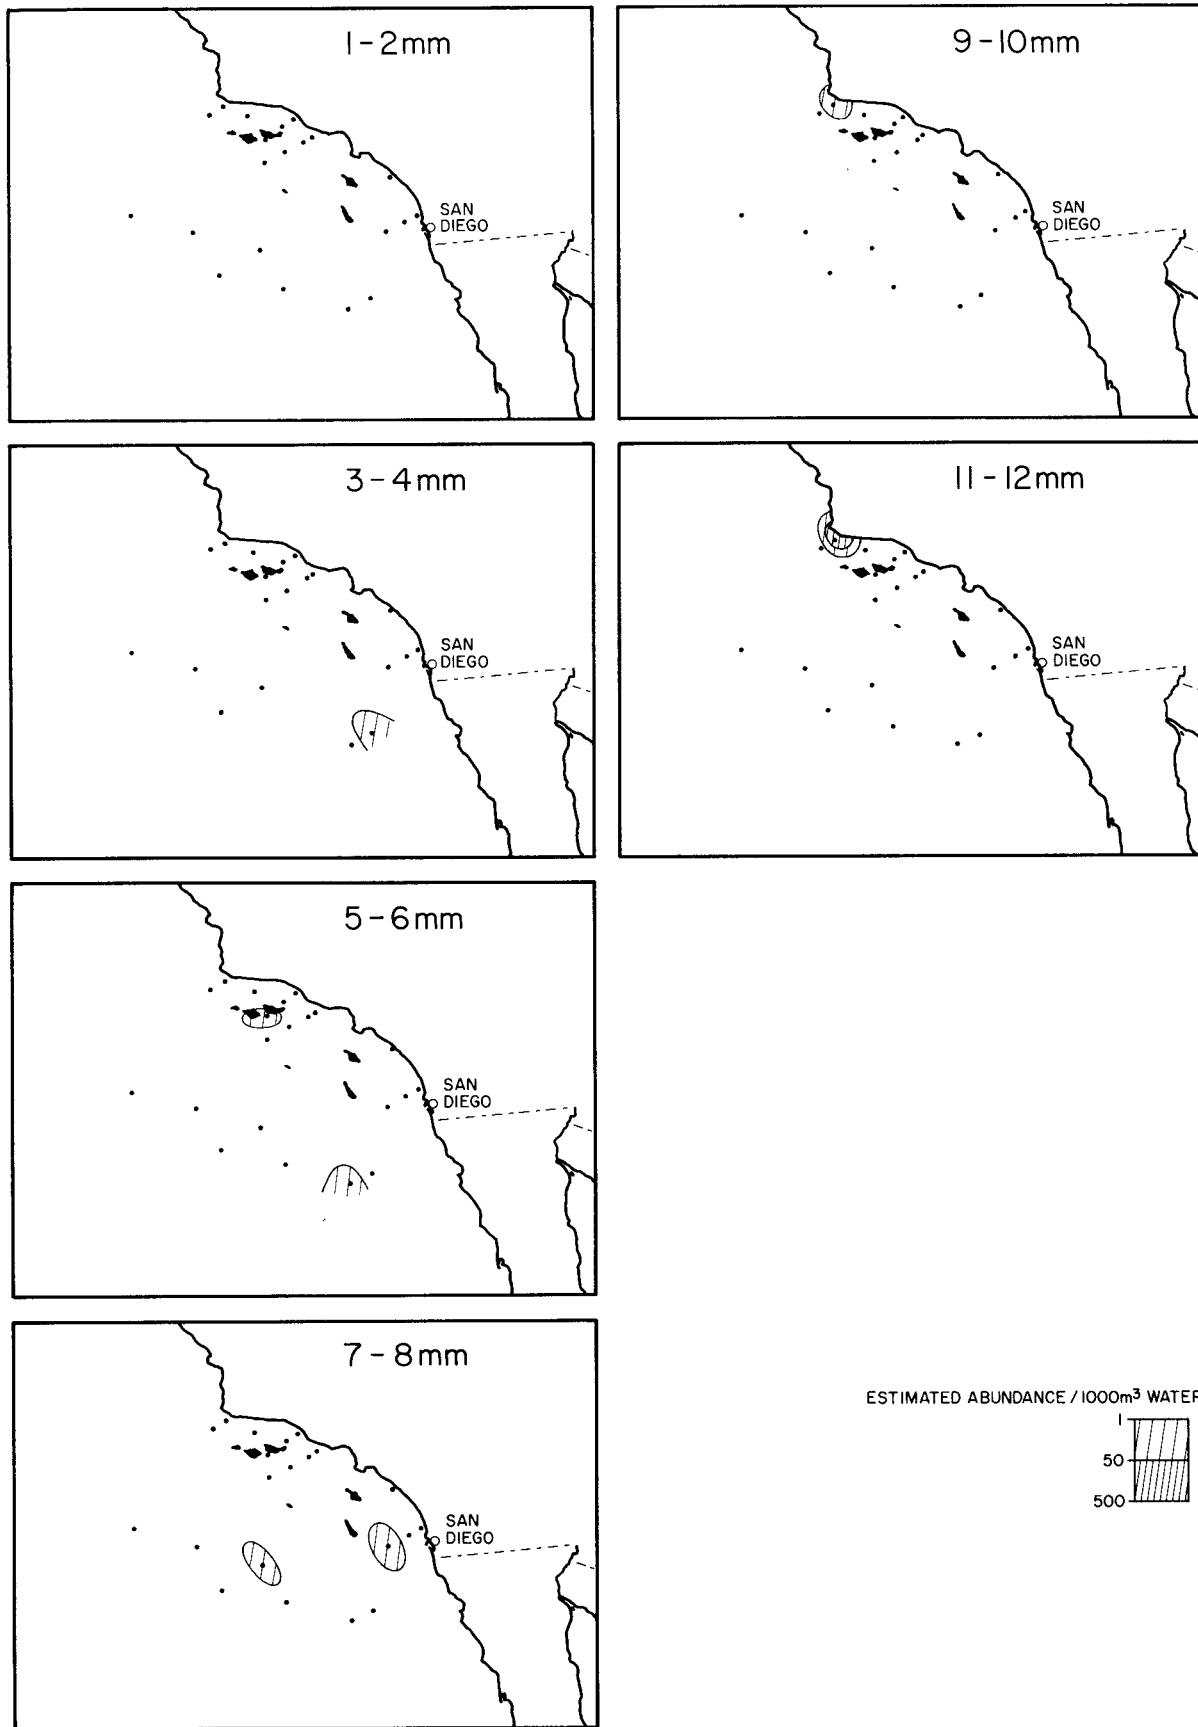 1-2mm
SAN
DIEGO
3-4mm
SAN
DIEGO
5-6mm
SAN
DIEGO
7-8mm
SAN
DIEGO
9-10mm
SAN
DIEGO
11-12mm
SAN
DIEGO
ESTIMATED ABUNDANCE/1000m³ WATER
1
50
500